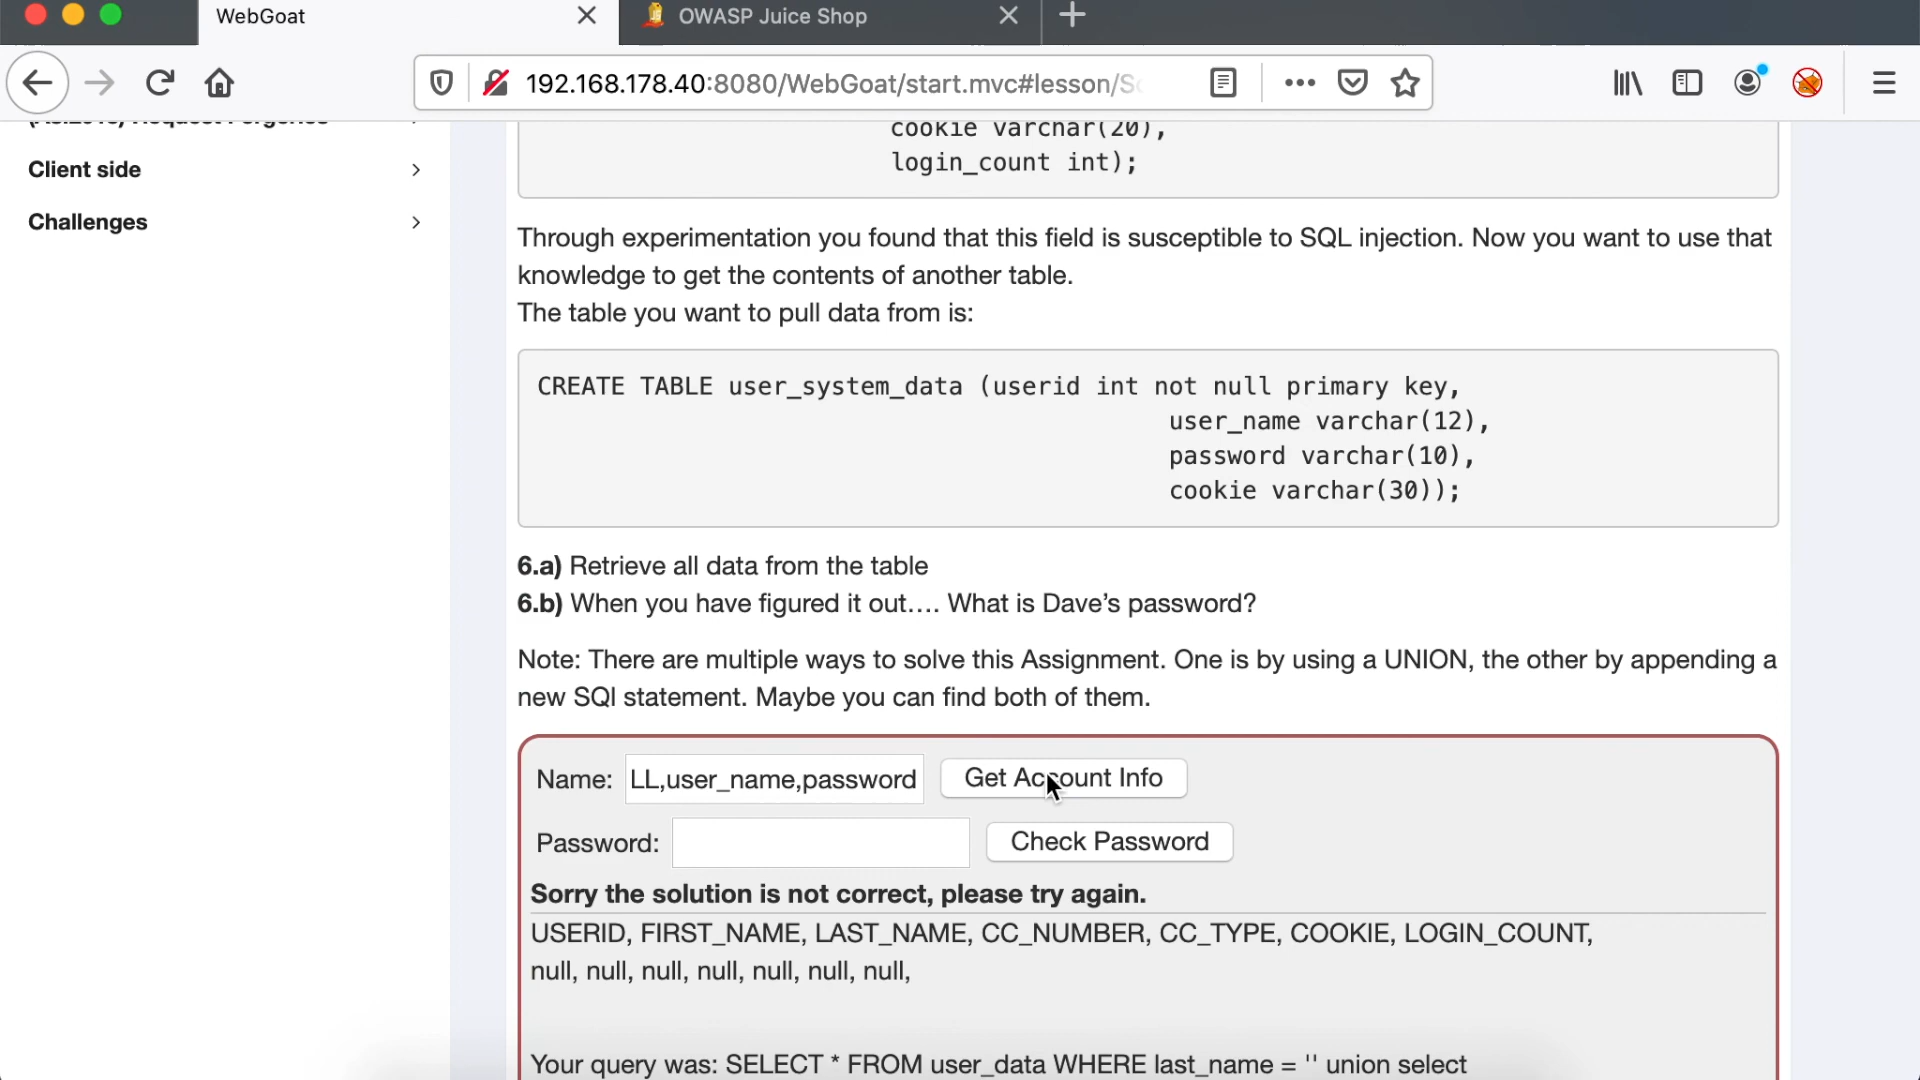 WebGoat
OWASP Juice Shop
192.168.178.40:8080/WebGoat/start.mvc#lesson/S
Client side
Challenges
cookie varchar(20),
login_count int);
Through experimentation you found that this field is susceptible to SQL injection. Now you want to use that
knowledge to get the contents of another table.
The table you want to pull data from is:
CREATE TABLE user_system_data (userid int not null primary key,
user_name varchar(12),
password varchar(10),
cookie varchar(30));
6.a) Retrieve all data from the table
6.b) When you have figured it out.... What is Dave's password?
Note: There are multiple ways to solve this Assignment. One is by using a UNION, the other by appending a
new SQl statement. Maybe you can find both of them.
Name: LL,user_name,password Get Account Info
Password: Check Password
Sorry the solution is not correct, please try again.
USERID, FIRST_NAME, LAST_NAME, CC_NUMBER, CC_TYPE, COOKIE, LOGIN_COUNT,
null, null, null, null, null, null, null,
Your query was: SELECT * FROM user_data WHERE last_name = '' union select